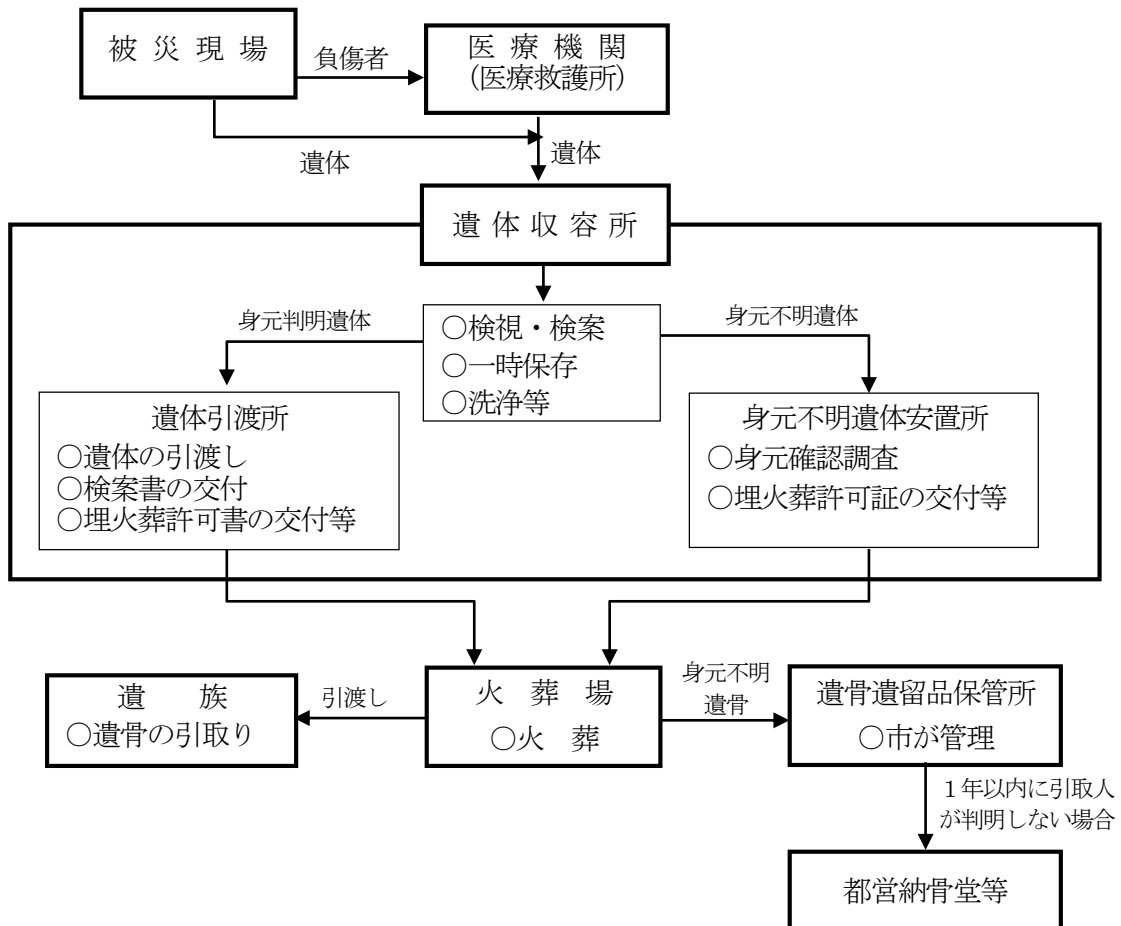 被災現場
負傷者
医療機関
(医療救護所)
遺体
遺体
遺体収容所
身元判明遺体
○検視・検案
○一時保存
○洗浄等
身元不明遺体
遺体引渡所
○遺体の引渡し
○検案書の交付
○埋火葬許可書の交付等
身元不明遺体安置所
○身元確認調査
○埋火葬許可証の交付等
遺　　族
○遺骨の引取り
引渡し
火　葬　場
○火　葬
身元不明
遺骨
遺骨遺留品保管所
○市が管理
１年以内に引取人
が判明しない場合
都営納骨堂等